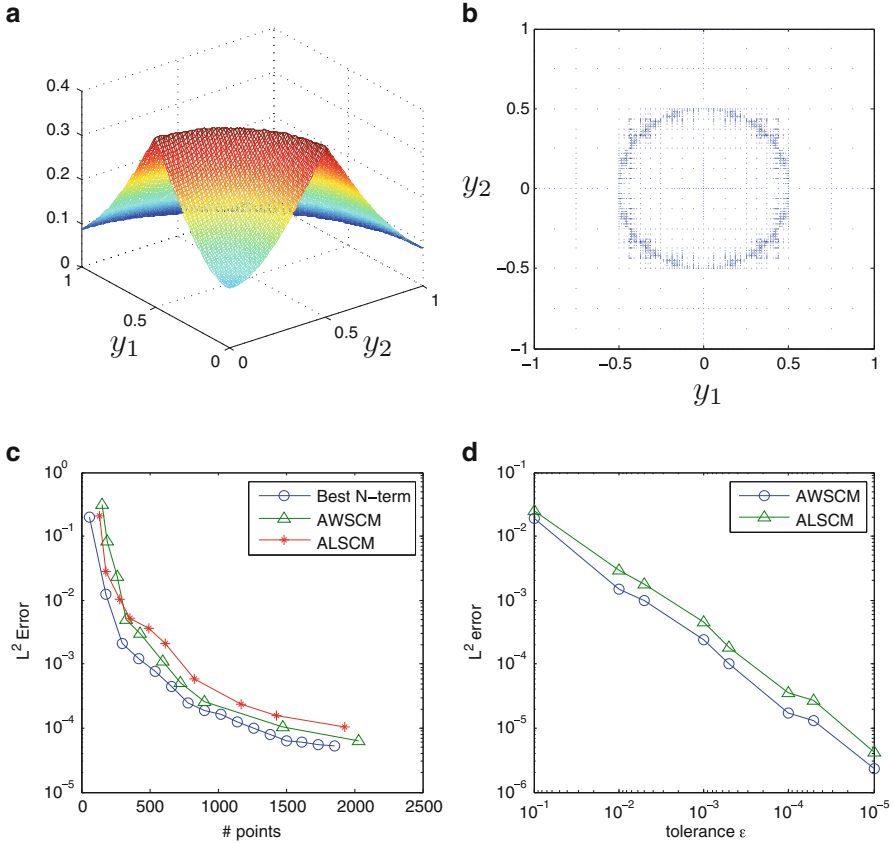 a
0.4
0.3
0.2
0.1
0
1
0.5
0
0
0.5
1
y1
y2
b
1
0.5
0
−0.5
−1
−1
−0.5
0
0.5
1
y2
y1
c
10^0
10^−1
10^−2
10^−3
10^−4
10^−5
0
500
1000
1500
2000
2500
L^2 Error
# points
Best N−term
AWSCM
ALSCM
d
10^−1
10^−2
10^−3
10^−4
10^−5
10^−6
10^−1
10^−2
10^−3
10^−4
10^−5
L^2 error
tolerance ε
AWSCM
ALSCM